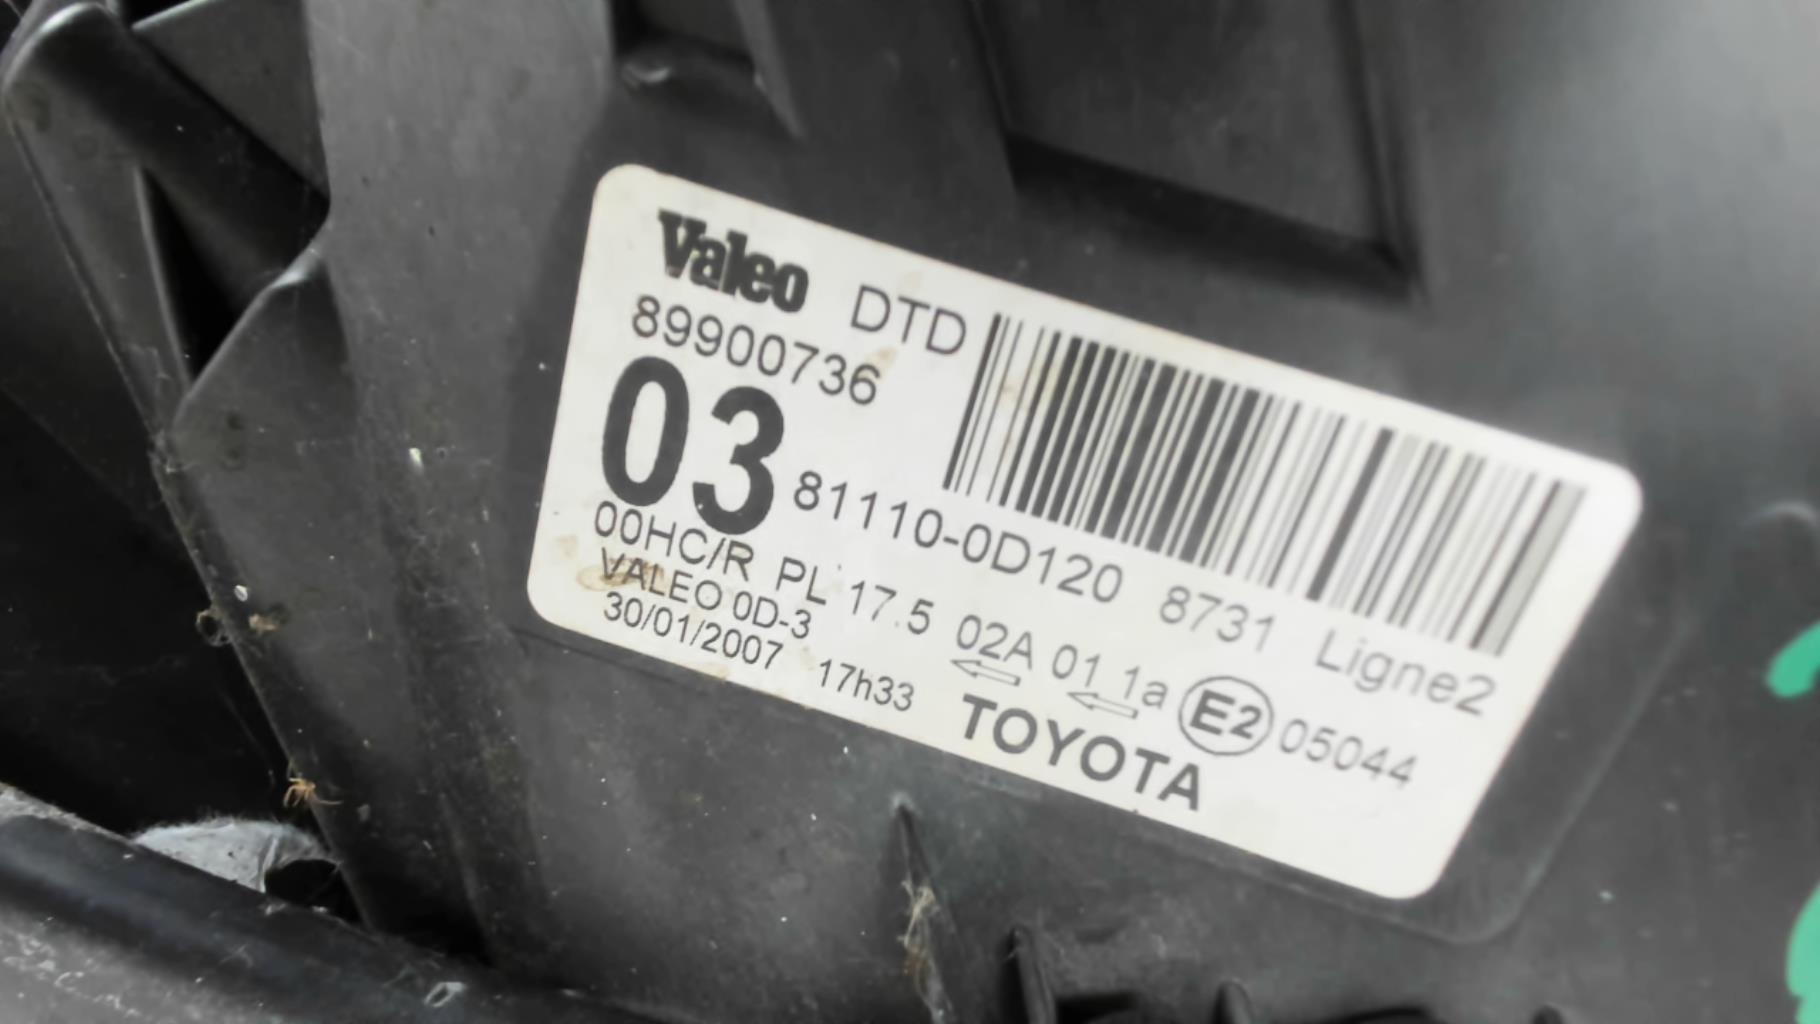 Valeo DTD
89900736
03 81110-0D120 8731 Ligne2
00HC/R PL 17.5 02A 01 1a E2 05044
VALEO 0D-3
30/01/2007 17h33 TOYOTA